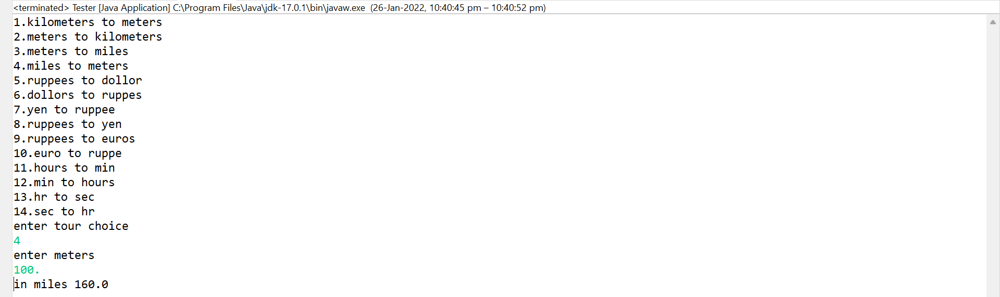 <terminated> Tester [Java Application] C:\Program Files\Java\jdk-17.0.1\bin\javaw.exe (26-Jan-2022, 10:40:45 pm – 10:40:52 pm)
1.kilometers to meters
2.meters to kilometers
3.meters to miles
4.miles to meters
5.ruppees to dollor
6.dollors to ruppes
7.yen to ruppee
8.ruppees to yen
9.ruppees to euros
10.euro to ruppe
11.hours to min
12.min to hours
13.hr to sec
14.sec to hr
enter tour choice
4
enter meters
100.
in miles 160.0